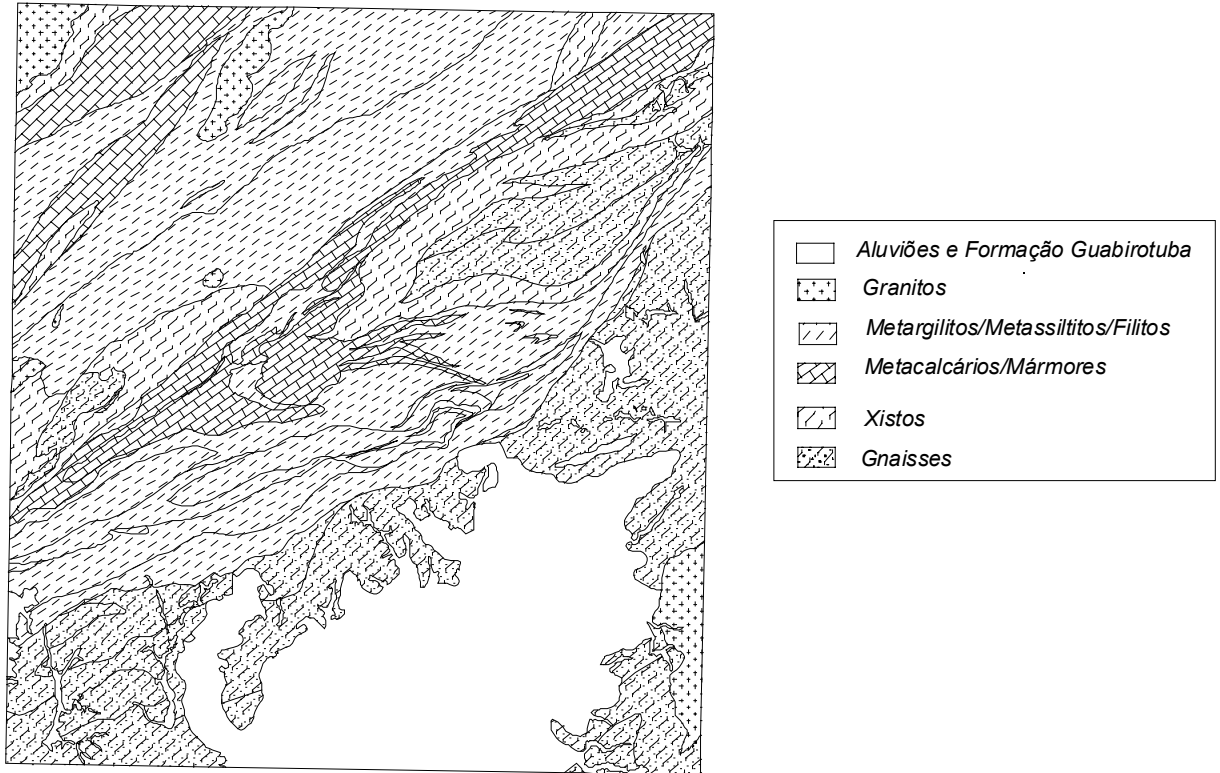 Aluviões e Formação Guabirotuba
Granitos
Metargilitos/Metassiltitos/Filitos
Metacalcários/Mármores
Xistos
Gnaisses